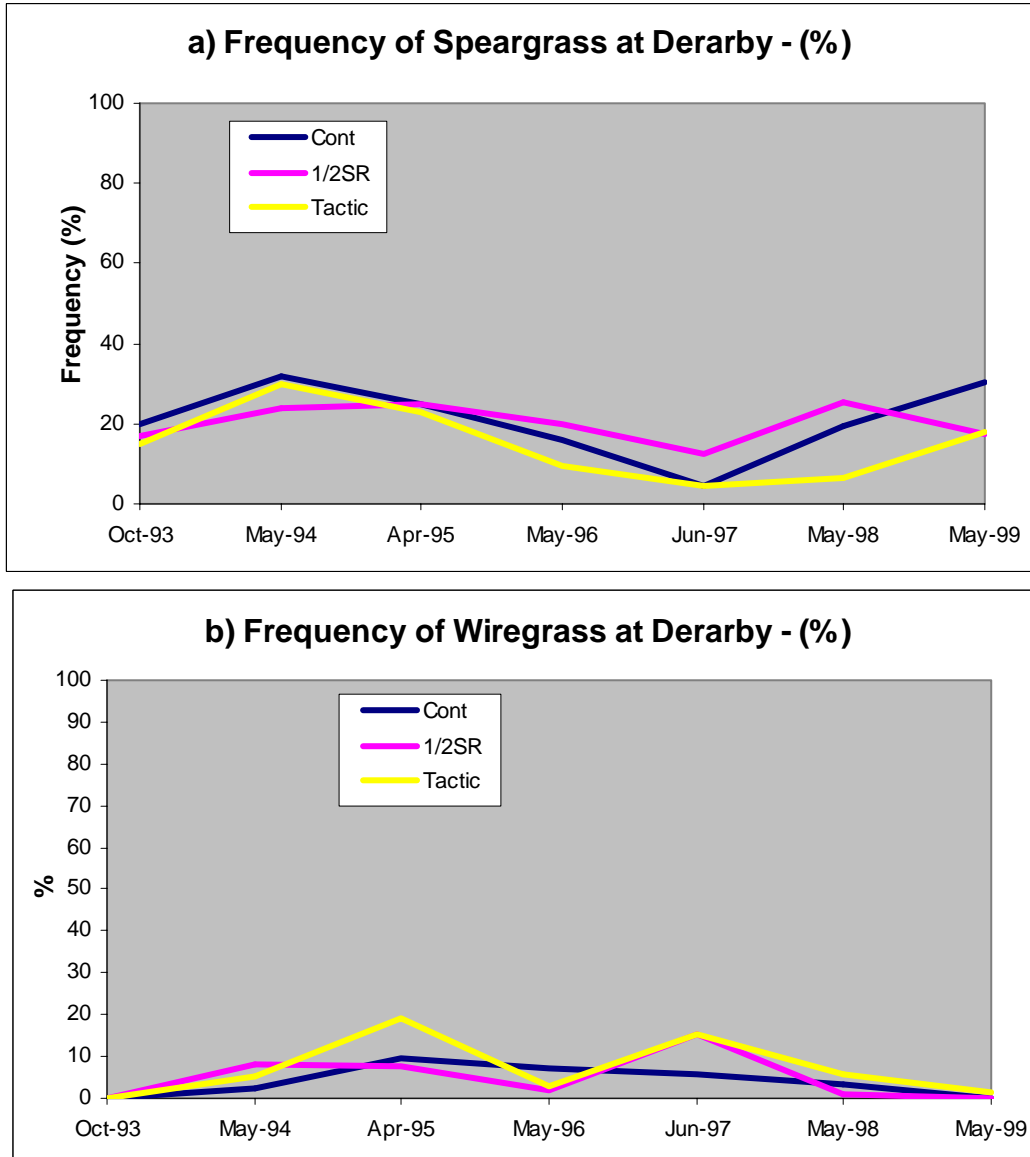 a) Frequency of Speargrass at Derarby - (%)
100
80
60
40
20
0
Frequency (%)
Cont
1/2SR
Tactic
Oct-93 May-94 Apr-95 May-96 Jun-97 May-98 May-99
b) Frequency of Wiregrass at Derarby - (%)
100
90
80
70
60
50
40
30
20
10
0
%
Cont
1/2SR
Tactic
Oct-93 May-94 Apr-95 May-96 Jun-97 May-98 May-99